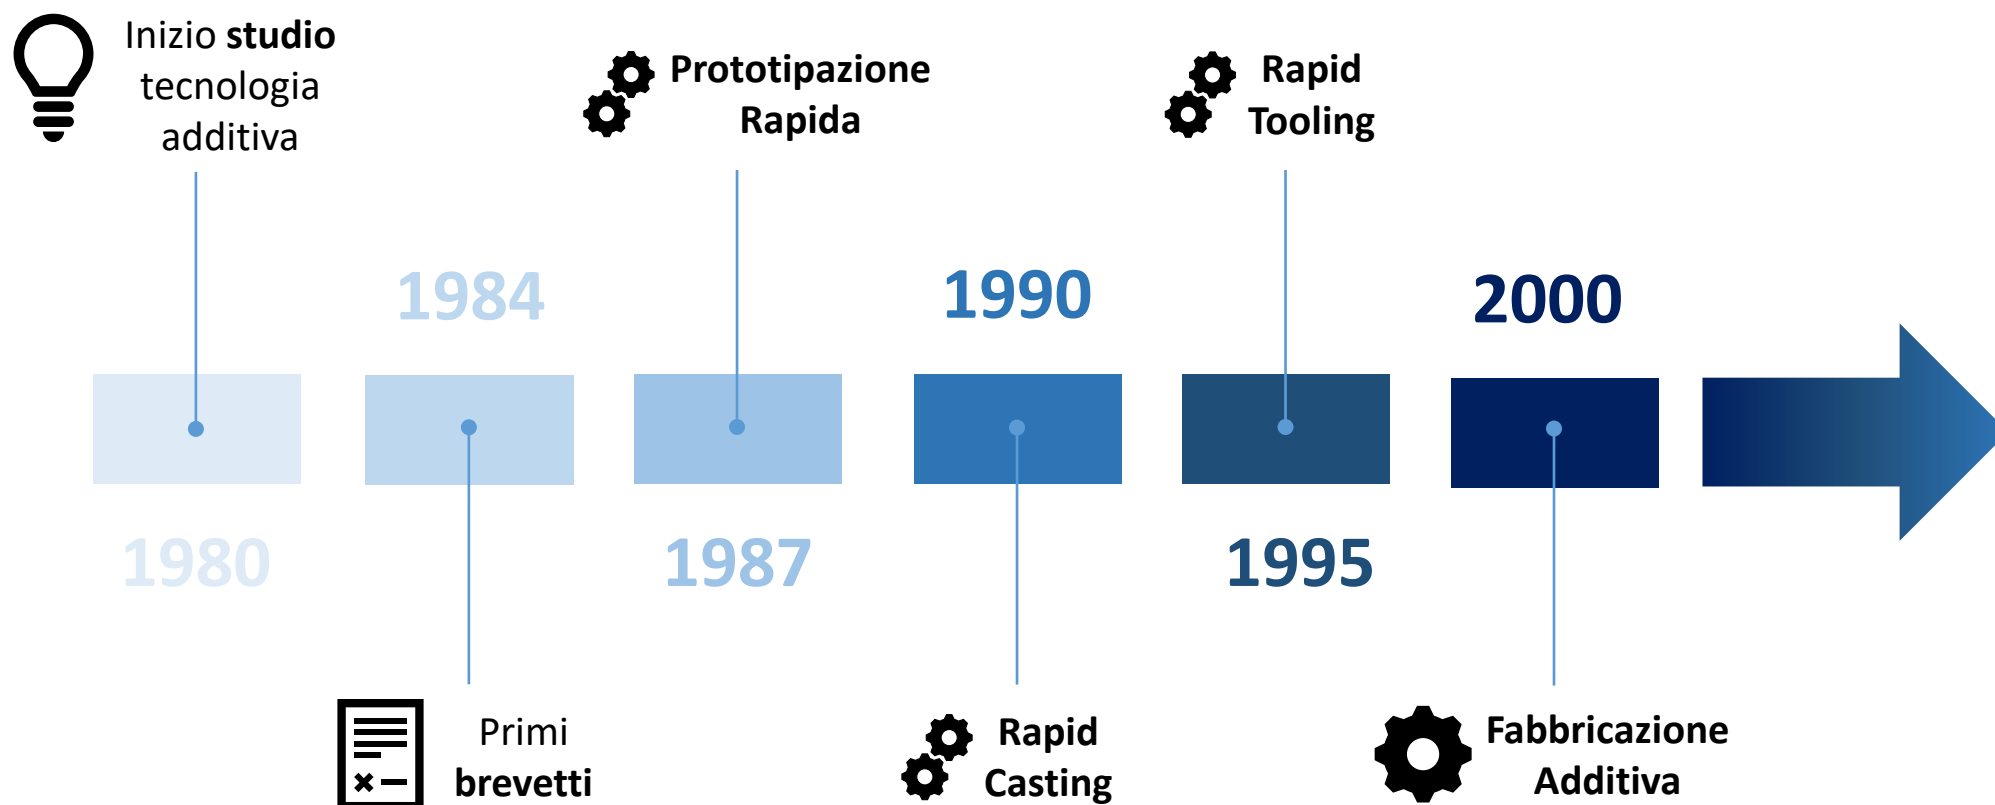 Inizio studio
tecnologia
additiva
Prototipazione
Rapida
Rapid
Tooling
1984
1990
2000
1980
1987
1995
Primi
brevetti
Rapid
Casting
Fabbricazione
Additiva